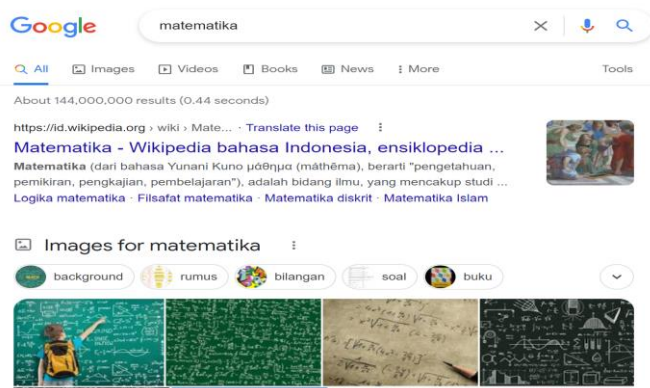 Google
matematika
All Images Videos Books News More Tools
About 144,000,000 results (0.44 seconds)
https://id.wikipedia.org › wiki › Mate... · Translate this page
Matematika - Wikipedia bahasa Indonesia, ensiklopedia ...
Matematika (dari bahasa Yunani Kuno μάθημα (máthēma), berarti "pengetahuan,
pemikiran, pengkajian, pembelajaran"), adalah bidang ilmu, yang mencakup studi ...
Logika matematika · Filsafat matematika · Matematika diskrit · Matematika Islam
Images for matematika
background rumus bilangan soal buku